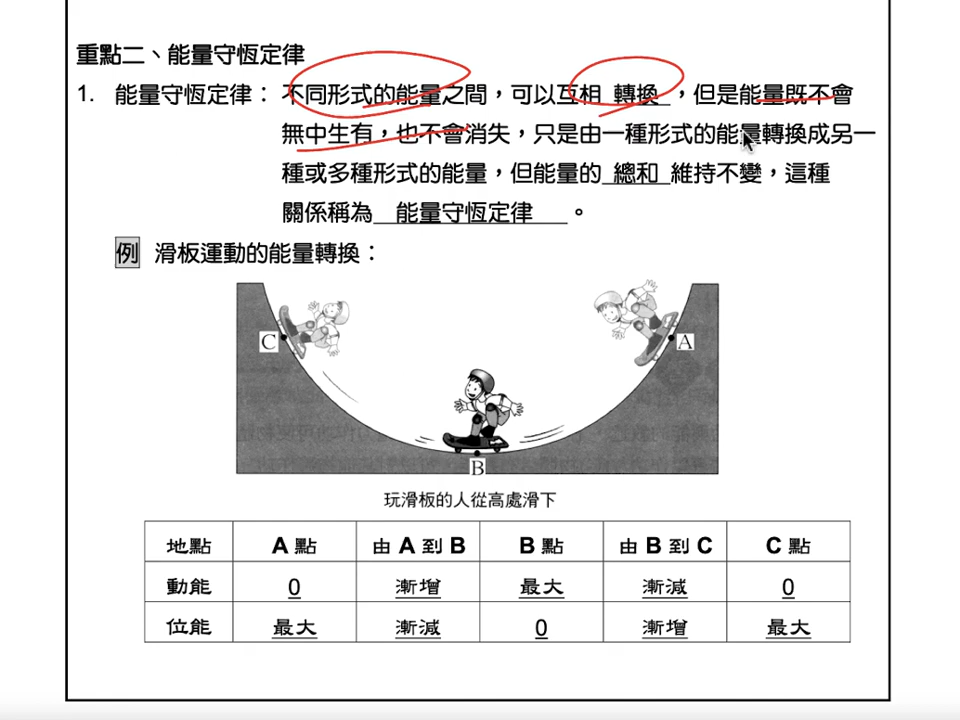 重點二、能量守恆定律
1. 能量守恆定律：不同形式的能量之間，可以互相 轉換 ，但是能量既不會
無中生有，也不會消失，只是由一種形式的能量轉換成另一
種或多種形式的能量，但能量的 總和 維持不變，這種
關係稱為 能量守恆定律 。
例 滑板運動的能量轉換：
C A
B
玩滑板的人從高處滑下
地點 A 點 由 A 到 B B 點 由 B 到 C C 點
動能 0 漸增 最大 漸減 0
位能 最大 漸減 0 漸增 最大